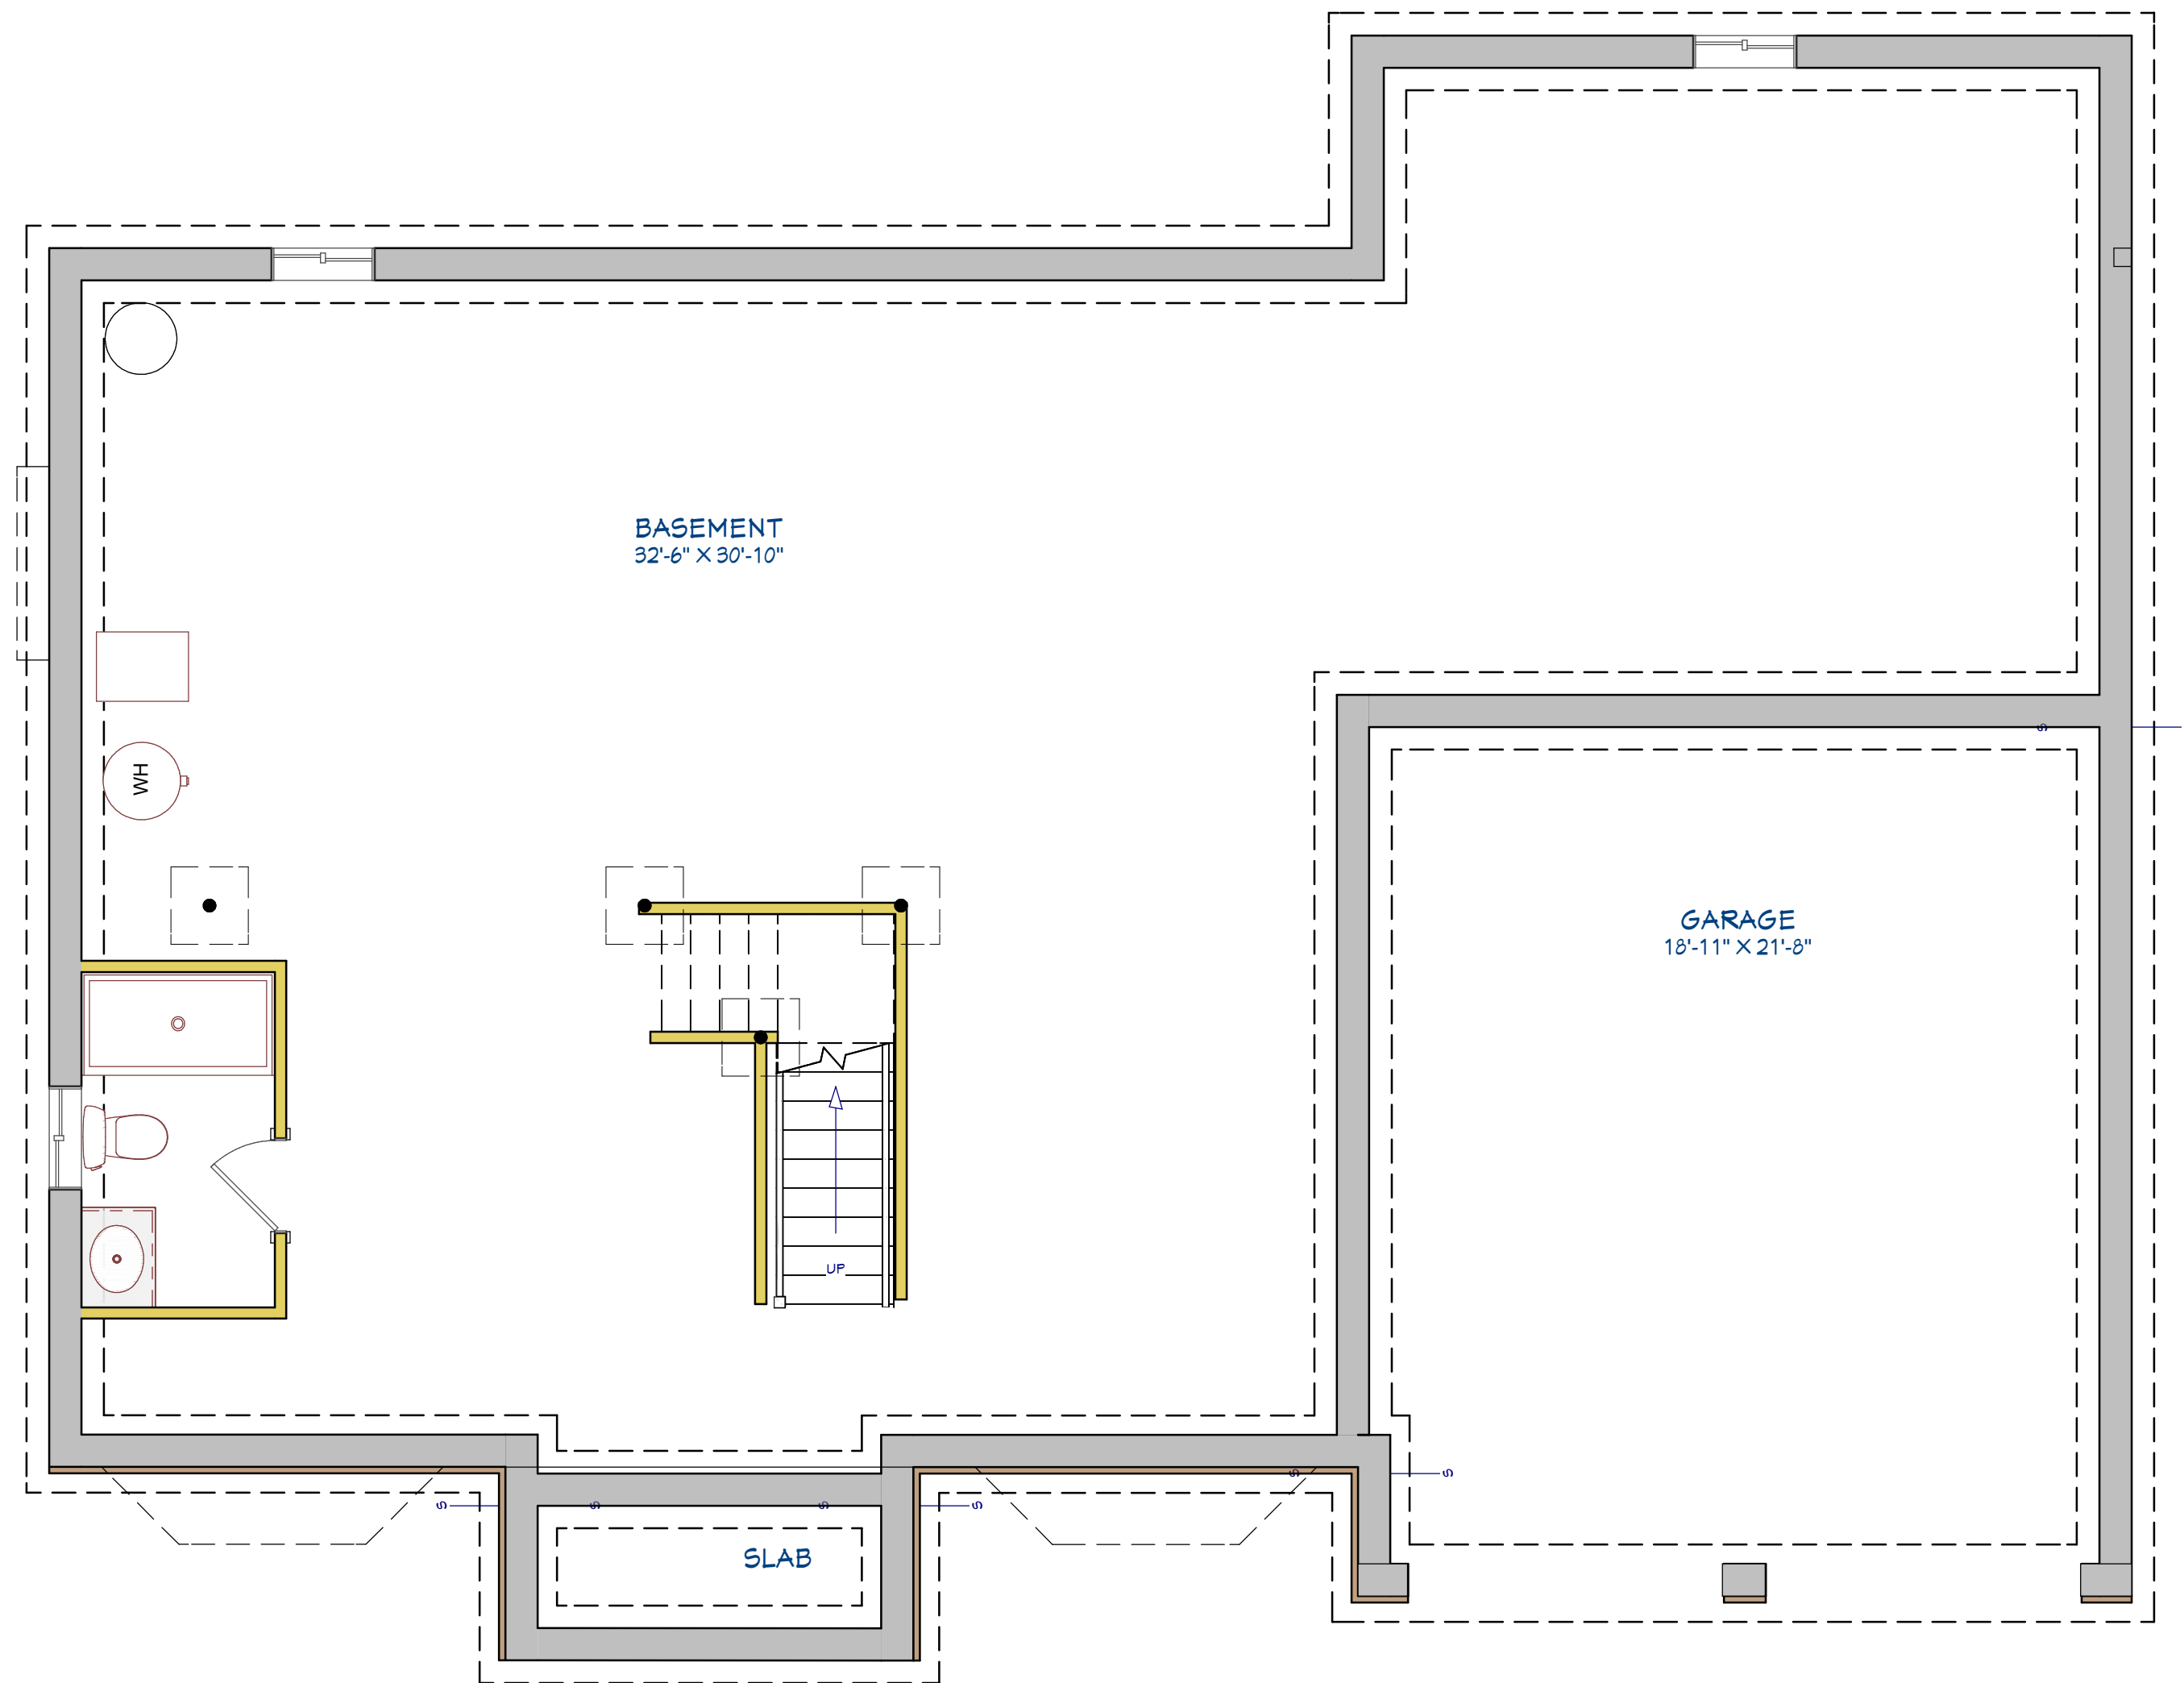 BASEMENT
32'-6" X 30'-10"
WH
S
GARAGE
18'-11" X 21'-8"
UP
S
S
S
S
S
S
SLAB